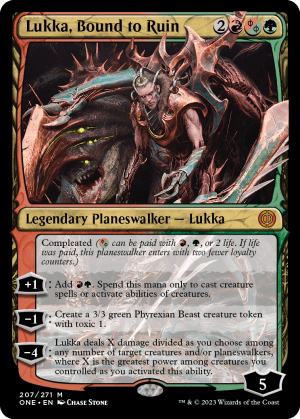 Lukka, Bound to Ruin 2
Legendary Planeswalker — Lukka
Compleated ( can be paid with , , or 2 life. If life
was paid, this planeswalker enters with two fewer loyalty
counters.)
+1: Add . Spend this mana only to cast creature
spells or activate abilities of creatures.
−1: Create a 3/3 green Phyrexian Beast creature token
with toxic 1.
−4: Lukka deals X damage divided as you choose among
any number of target creatures and/or planeswalkers,
where X is the greatest power among creatures you
controlled as you activated this ability.
5
207/271 M
ONE • EN Chase Stone
™ & © 2023 Wizards of the Coast